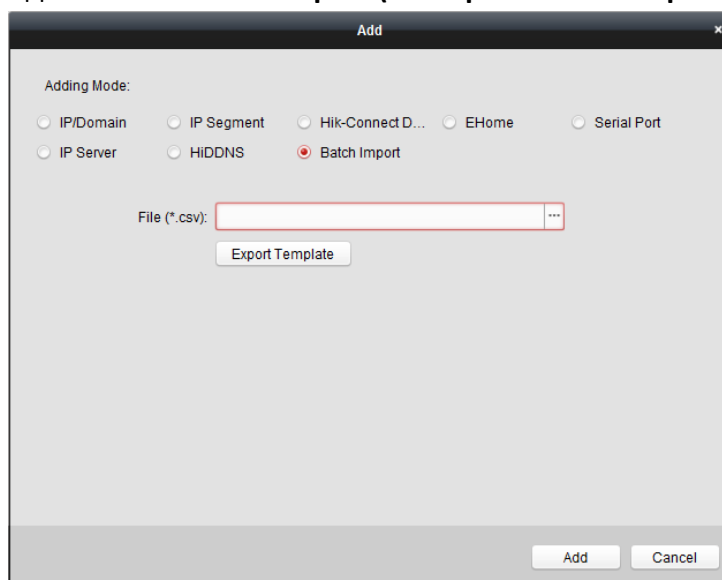 Add
Adding Mode:
IP/Domain IP Segment Hik-Connect D... EHome Serial Port
IP Server HiDDNS Batch Import
File (*.csv): ...
Export Template
Add Cancel